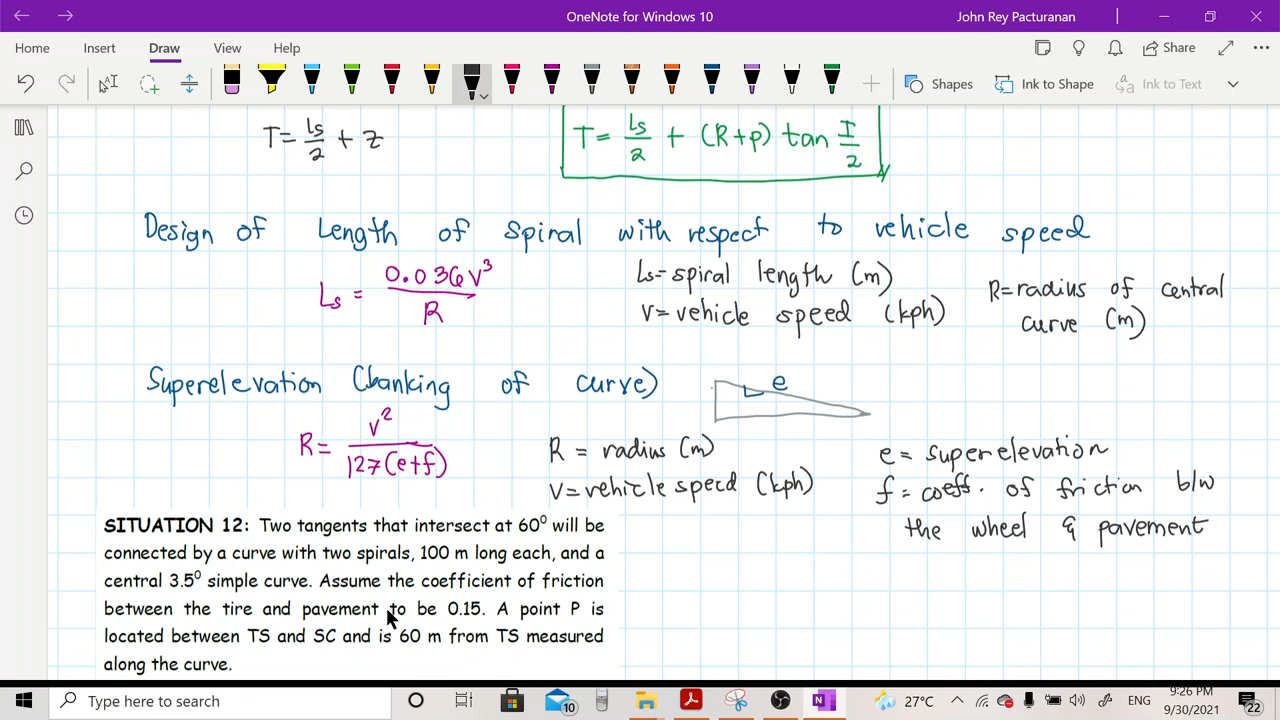 OneNote for Windows 10
John Rey Pacturanan
Home Insert Draw View Help
Share
Shapes
Ink to Shape
Ink to Text
T= Ls/2 + Z
T= Ls/2 + (R+p) tan I/2
Design of Length of Spiral with respect to vehicle speed
Ls = 0.036V³/R
Ls= spiral length (m)
V= vehicle speed (kph)
R= radius of central
curve (m)
Superelevation (banking of curve)
e
R= V²/127(e+f)
R = radius (m)
V= vehicle speed (kph)
e = superelevation
f = coeff. of friction b/w
the wheel & pavement
SITUATION 12: Two tangents that intersect at 60⁰ will be
connected by a curve with two spirals, 100 m long each, and a
central 3.5⁰ simple curve. Assume the coefficient of friction
between the tire and pavement to be 0.15. A point P is
located between TS and SC and is 60 m from TS measured
along the curve.
Type here to search
10
27°C
ENG
9:26 PM
9/30/2021
22